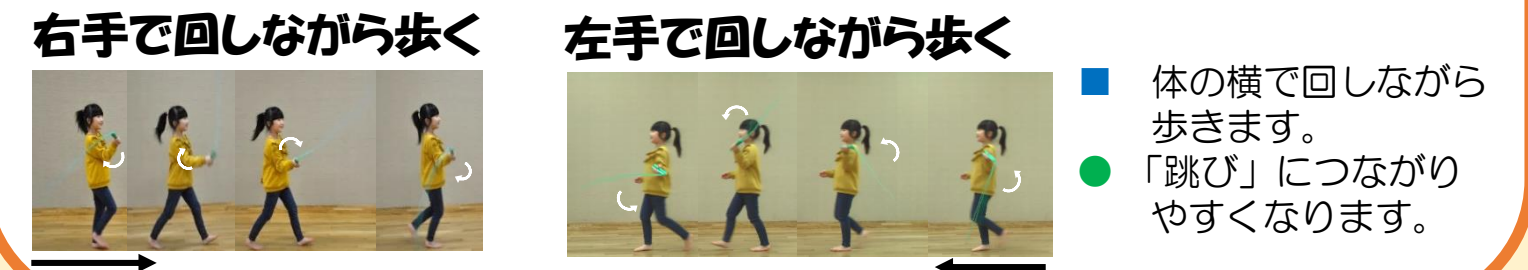 右手で回しながら歩く
左手で回しながら歩く
■ 体の横で回しながら
歩きます。
● 「跳び」につながり
やすくなります。